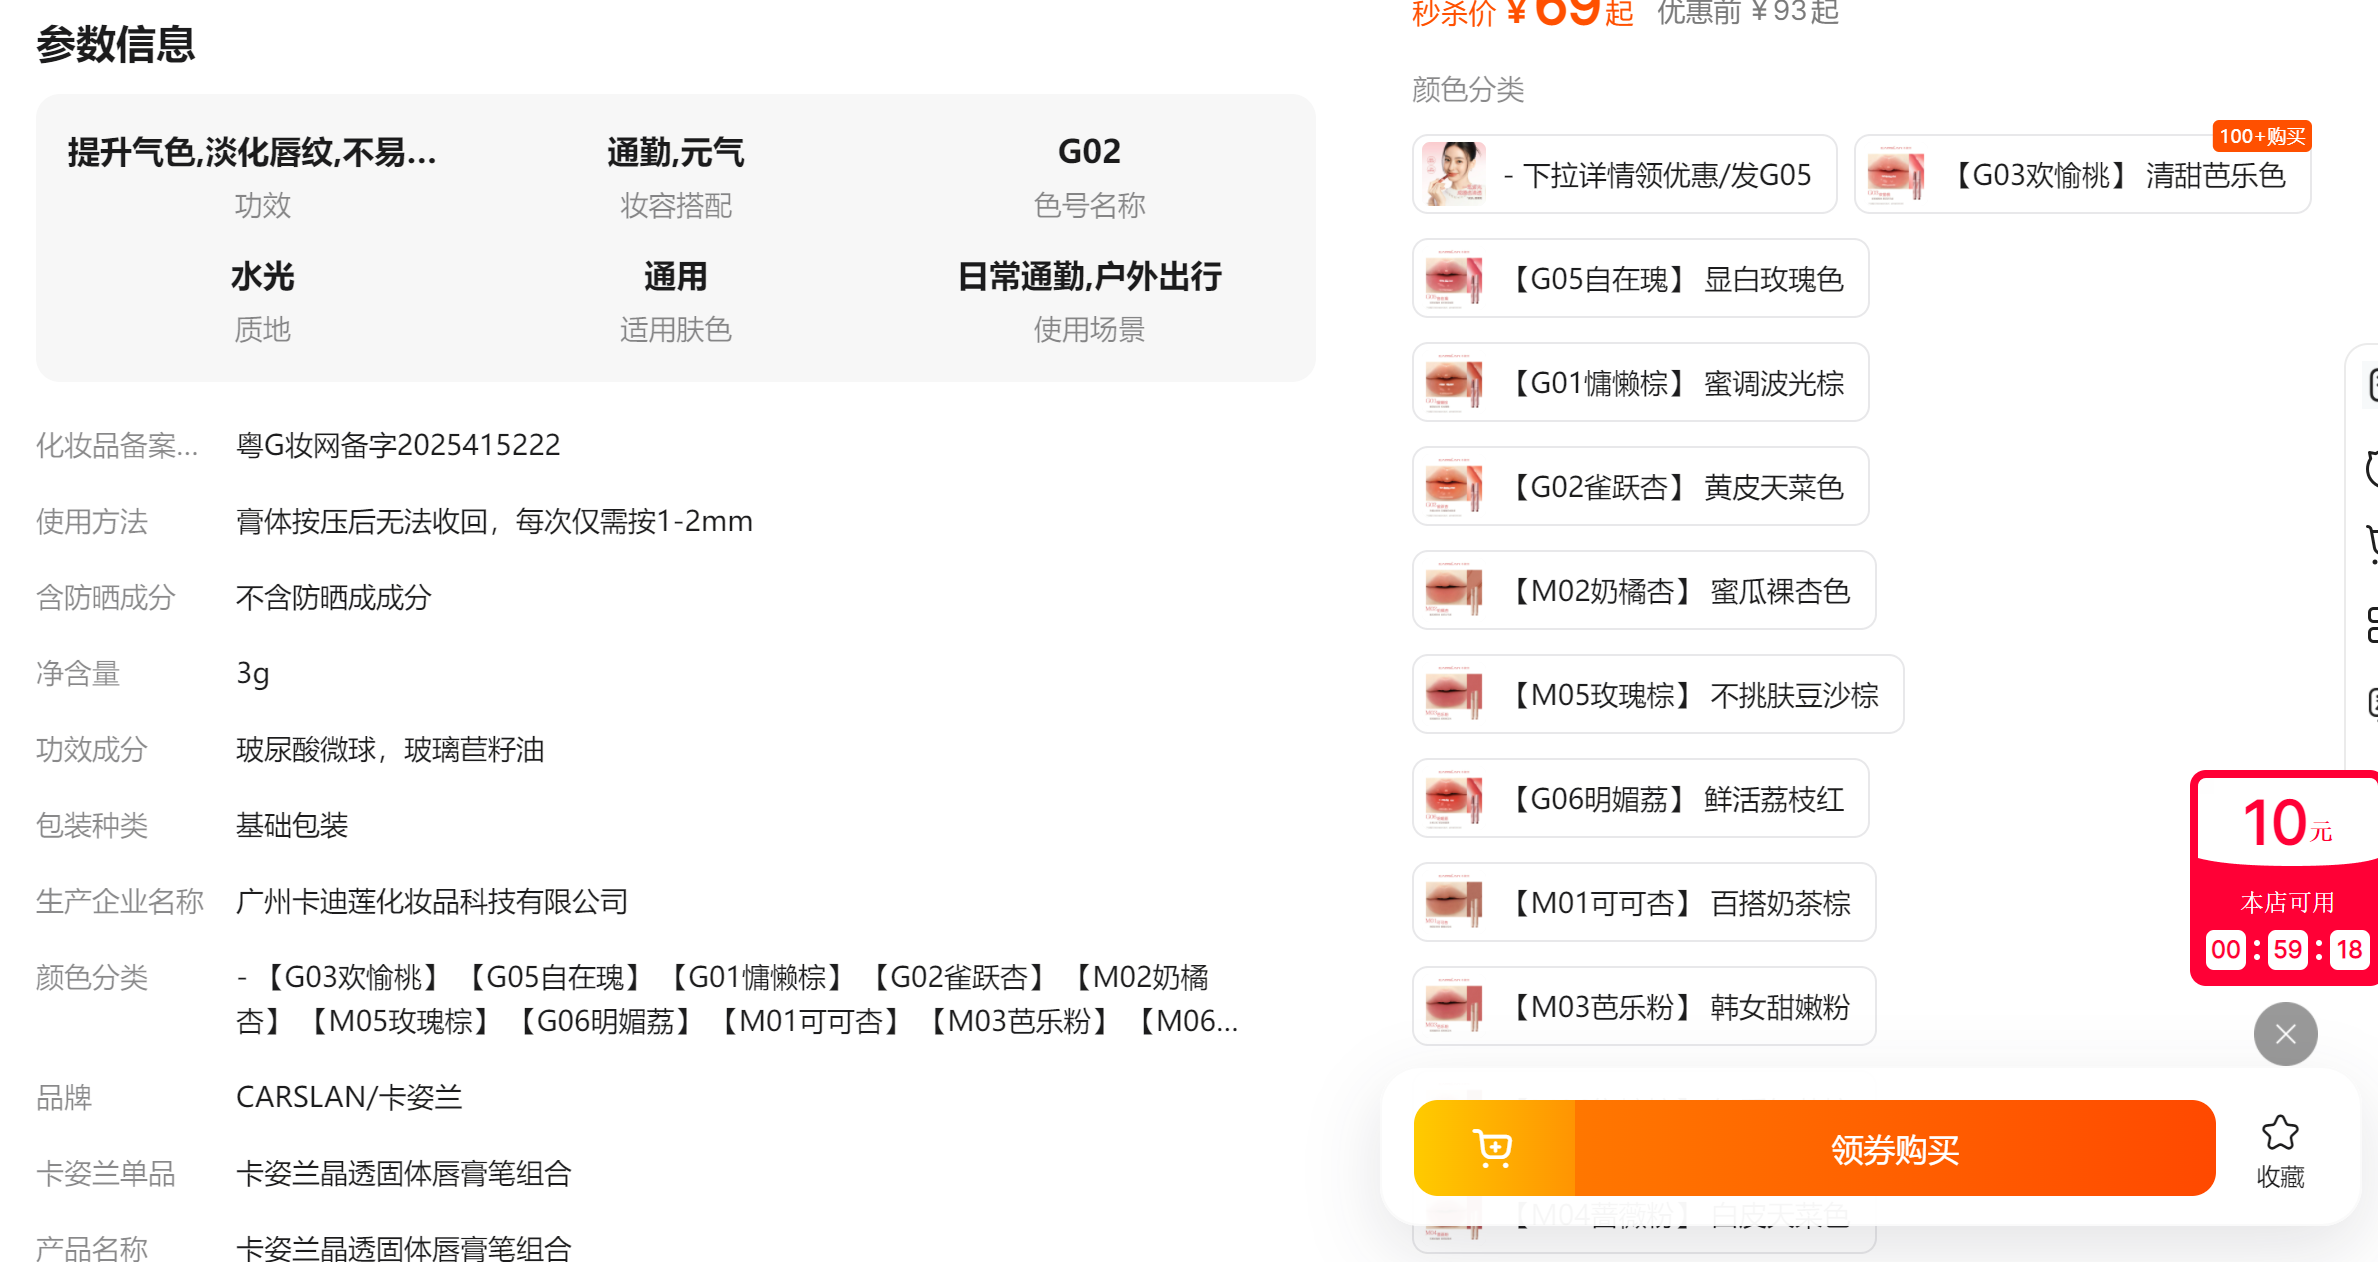 参数信息
提升气色,淡化唇纹,不易...
功效
通勤,元气
妆容搭配
G02
色号名称
水光
质地
通用
适用肤色
日常通勤,户外出行
使用场景
化妆品备案...
粤G妆网备字2025415222
使用方法
膏体按压后无法收回，每次仅需按1-2mm
含防晒成分
不含防晒成成分
净含量
3g
功效成分
玻尿酸微球，玻璃苣籽油
包装种类
基础包装
生产企业名称
广州卡迪莲化妆品科技有限公司
颜色分类
- 【G03欢愉桃】 【G05自在瑰】 【G01慵懒棕】 【G02雀跃杏】 【M02奶橘
杏】 【M05玫瑰棕】 【G06明媚荔】 【M01可可杏】 【M03芭乐粉】 【M06...
品牌
CARSLAN/卡姿兰
卡姿兰单品
卡姿兰晶透固体唇膏笔组合
产品名称
卡姿兰晶透固体唇膏笔组合
秒杀价 ¥69起 优惠前 ¥93起
颜色分类
- 下拉详情领优惠/发G05
100+购买
【G03欢愉桃】 清甜芭乐色
【G05自在瑰】 显白玫瑰色
【G01慵懒棕】 蜜调波光棕
【G02雀跃杏】 黄皮天菜色
【M02奶橘杏】 蜜瓜裸杏色
【M05玫瑰棕】 不挑肤豆沙棕
【G06明媚荔】 鲜活荔枝红
【M01可可杏】 百搭奶茶棕
【M03芭乐粉】 韩女甜嫩粉
【M04蔷薇粉】 白皮天菜色
领券购买
收藏
10元
本店可用
00:59:18